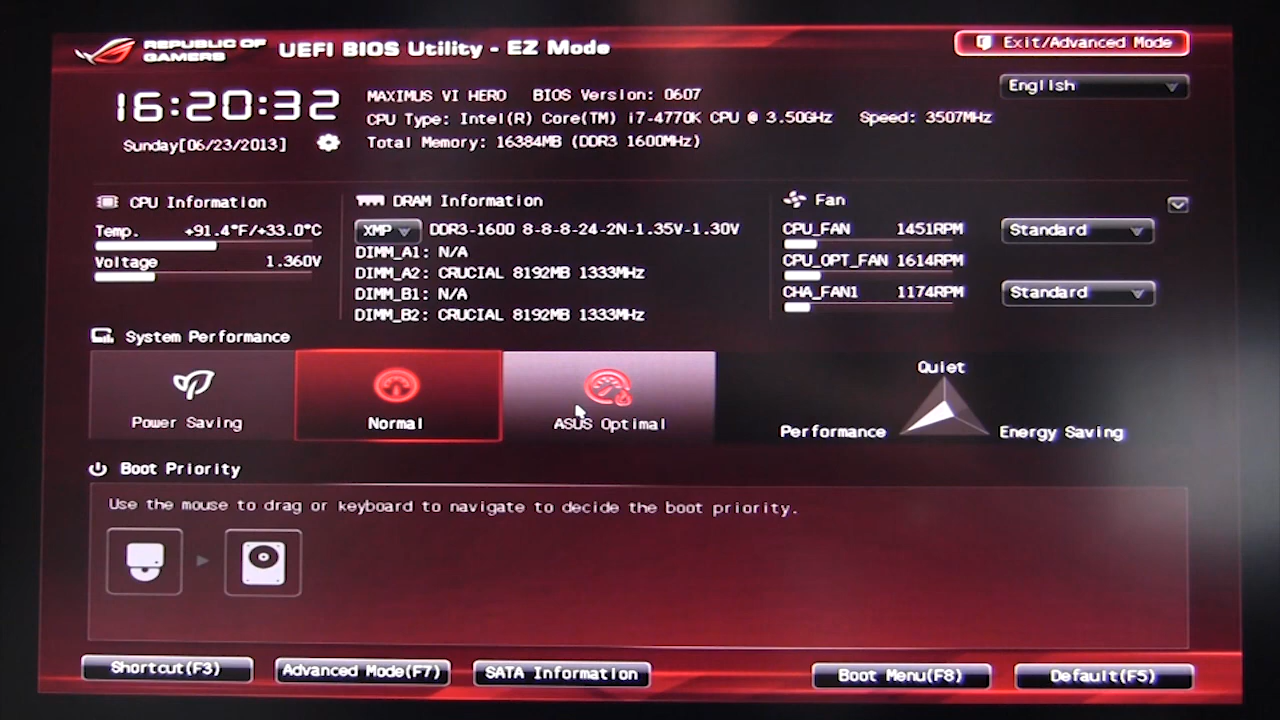 REPUBLIC OF
GAMERS
UEFI BIOS Utility - EZ Mode
Exit/Advanced Mode
English
16:20:32
Sunday[06/23/2013]
MAXIMUS VI HERO BIOS Version: 0607
CPU Type: Intel(R) Core(TM) i7-4770K CPU @ 3.50GHz Speed: 3507MHz
Total Memory: 16384MB (DDR3 1600MHz)
CPU Information
Temp. +91.4°F/+33.0°C
Voltage 1.360V
DRAM Information
XMP DDR3-1600 8-8-8-24-2N-1.35V-1.30V
DIMM_A1: N/A
DIMM_A2: CRUCIAL 8192MB 1333MHz
DIMM_B1: N/A
DIMM_B2: CRUCIAL 8192MB 1333MHz
Fan
CPU_FAN 1451RPM Standard
CPU_OPT_FAN 1614RPM
CHA_FAN1 1174RPM Standard
System Performance
Power Saving
Normal
ASUS Optimal
Quiet
Performance
Energy Saving
Boot Priority
Use the mouse to drag or keyboard to navigate to decide the boot priority.
Shortcut(F3)
Advanced Mode(F7)
SATA Information
Boot Menu(F8)
Default(F5)